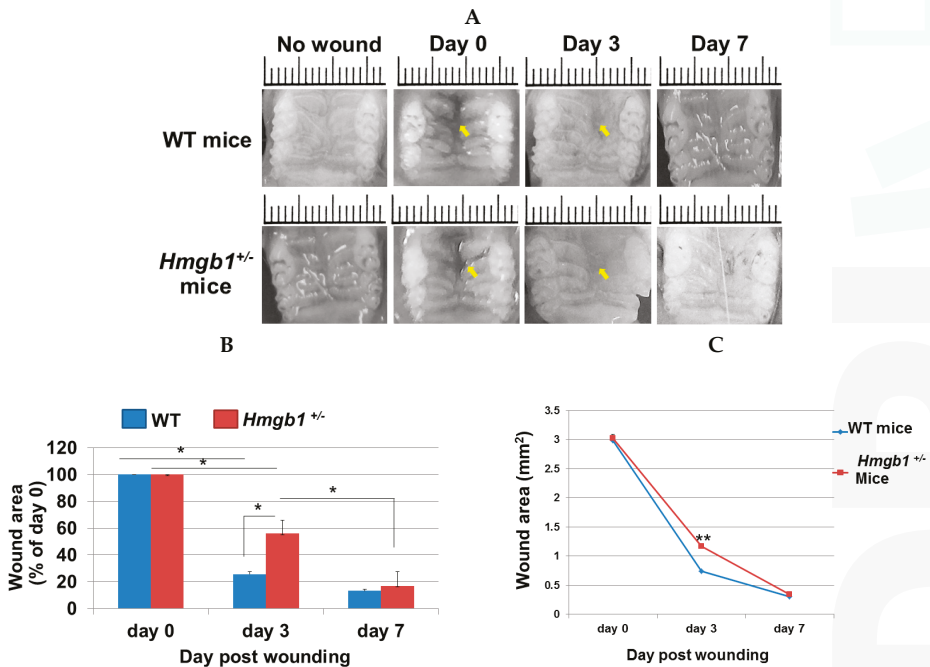 A
No wound Day 0 Day 3 Day 7
WT mice
Hmgb1+/-
mice
B C
WT Hmgb1 +/-
Wound area
(% of day 0)
120
100
80
60
40
20
0
* * * *
day 0 day 3 day 7
Day post wounding
Wound area (mm2)
3.5
3
2.5
2
1.5
1
0.5
0
**
WT mice
Hmgb1 +/-
Mice
day 0 day 3 day 7
Day post wounding